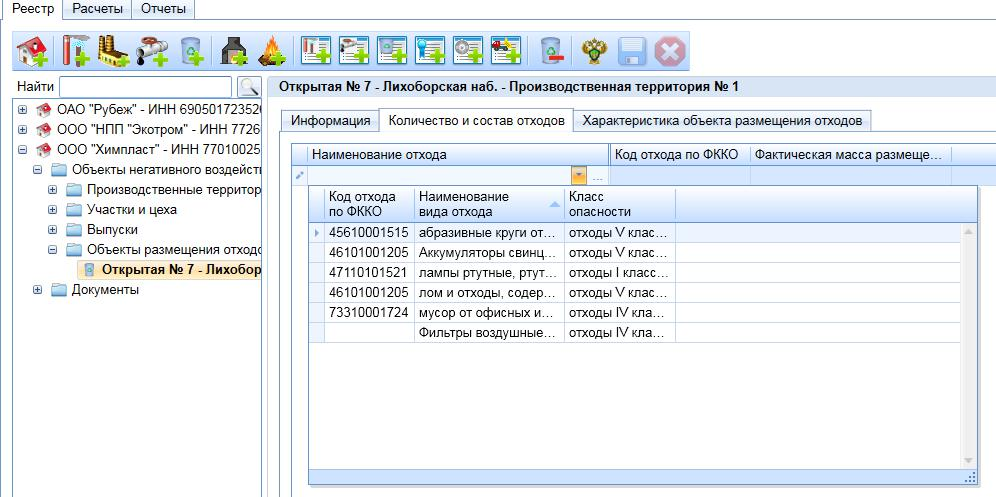 Реестр Расчеты Отчеты
Найти
Открытая № 7 - Лихоборская наб. - Производственная территория № 1
ОАО "Рубеж" - ИНН 690501723526
ООО "НПП "Экотром" - ИНН 7726
ООО "Химпласт" - ИНН 77010025
Объекты негативного воздейсть
Производственные территор
Участки и цеха
Выпуски
Объекты размещения отходо
Открытая № 7 - Лихобор
Документы
Информация Количество и состав отходов Характеристика объекта размещения отходов
Наименование отхода Код отхода по ФККО Фактическая масса размеще...
...
Код отхода по ФККО Наименование вида отхода Класс опасности
45610001515 абразивные круги от... отходы V клас...
46101001205 Аккумуляторы свинц... отходы V клас...
47110101521 лампы ртутные, ртут... отходы I класс...
46101001205 лом и отходы, содер... отходы V клас...
73310001724 мусор от офисных и... отходы IV кла...
Фильтры воздушные... отходы IV кла...